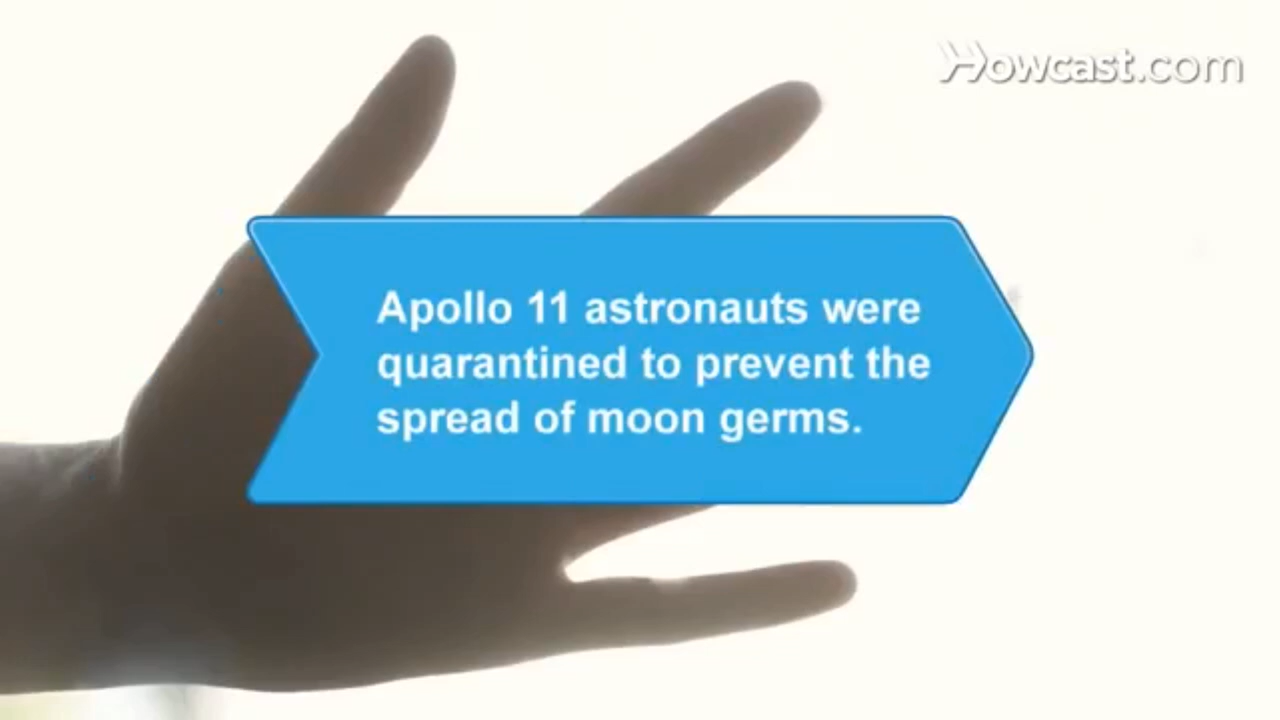 Howcast.com
Apollo 11 astronauts were
quarantined to prevent the
spread of moon germs.